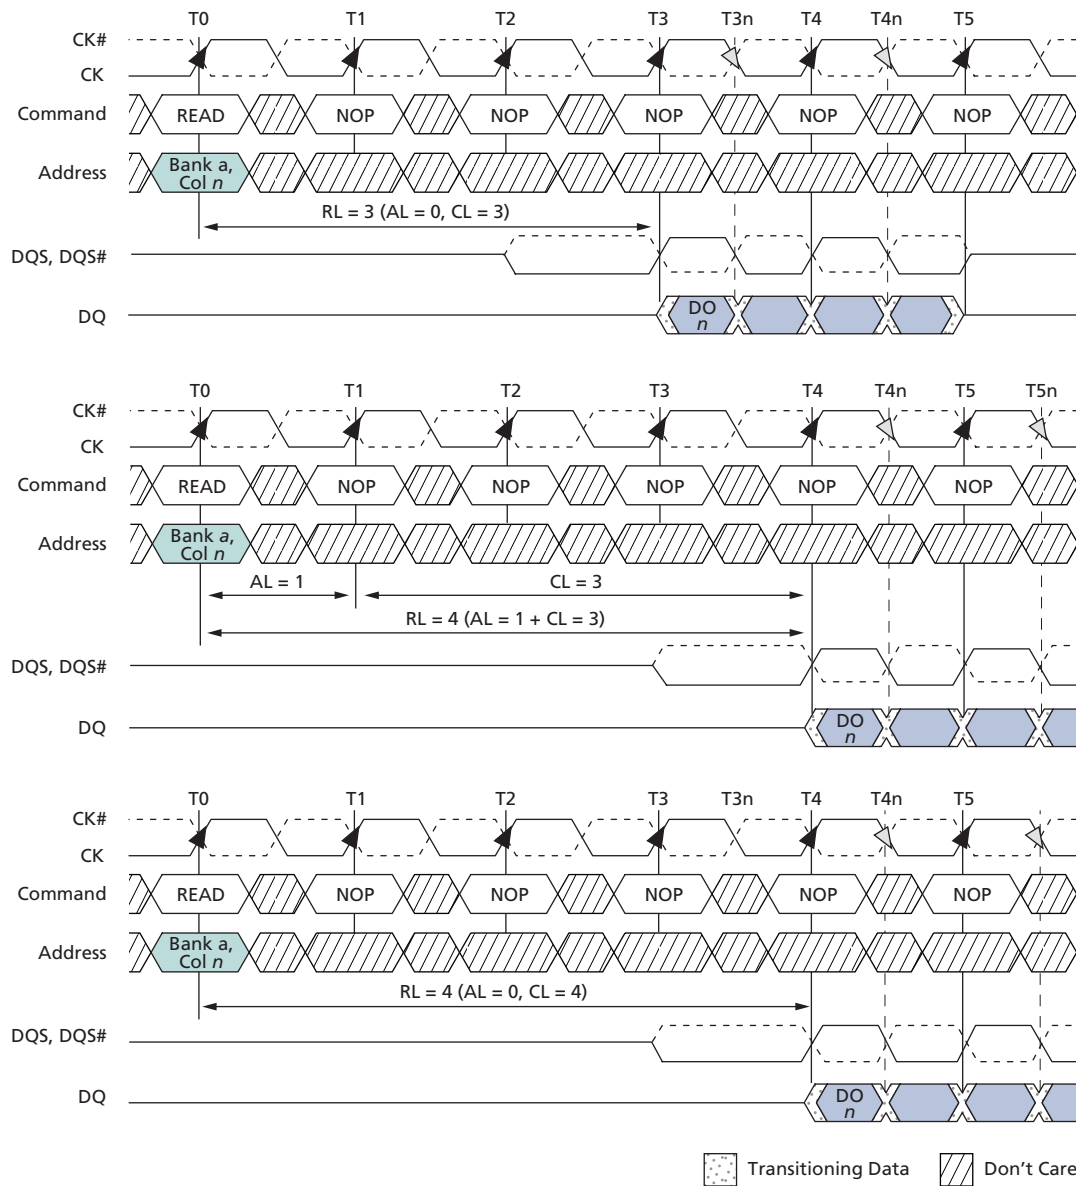 T0 T1 T2 T3 T3n T4 T4n T5
CK#
CK
Command READ NOP NOP NOP NOP NOP
Address Bank a,
Col n
RL = 3 (AL = 0, CL = 3)
DQS, DQS#
DQ DO
n
T0 T1 T2 T3 T4 T4n T5 T5n
CK#
CK
Command READ NOP NOP NOP NOP NOP
Address Bank a,
Col n
AL = 1 CL = 3
RL = 4 (AL = 1 + CL = 3)
DQS, DQS#
DQ DO
n
T0 T1 T2 T3 T3n T4 T4n T5
CK#
CK
Command READ NOP NOP NOP NOP NOP
Address Bank a,
Col n
RL = 4 (AL = 0, CL = 4)
DQS, DQS#
DQ DO
n
Transitioning Data Don't Care